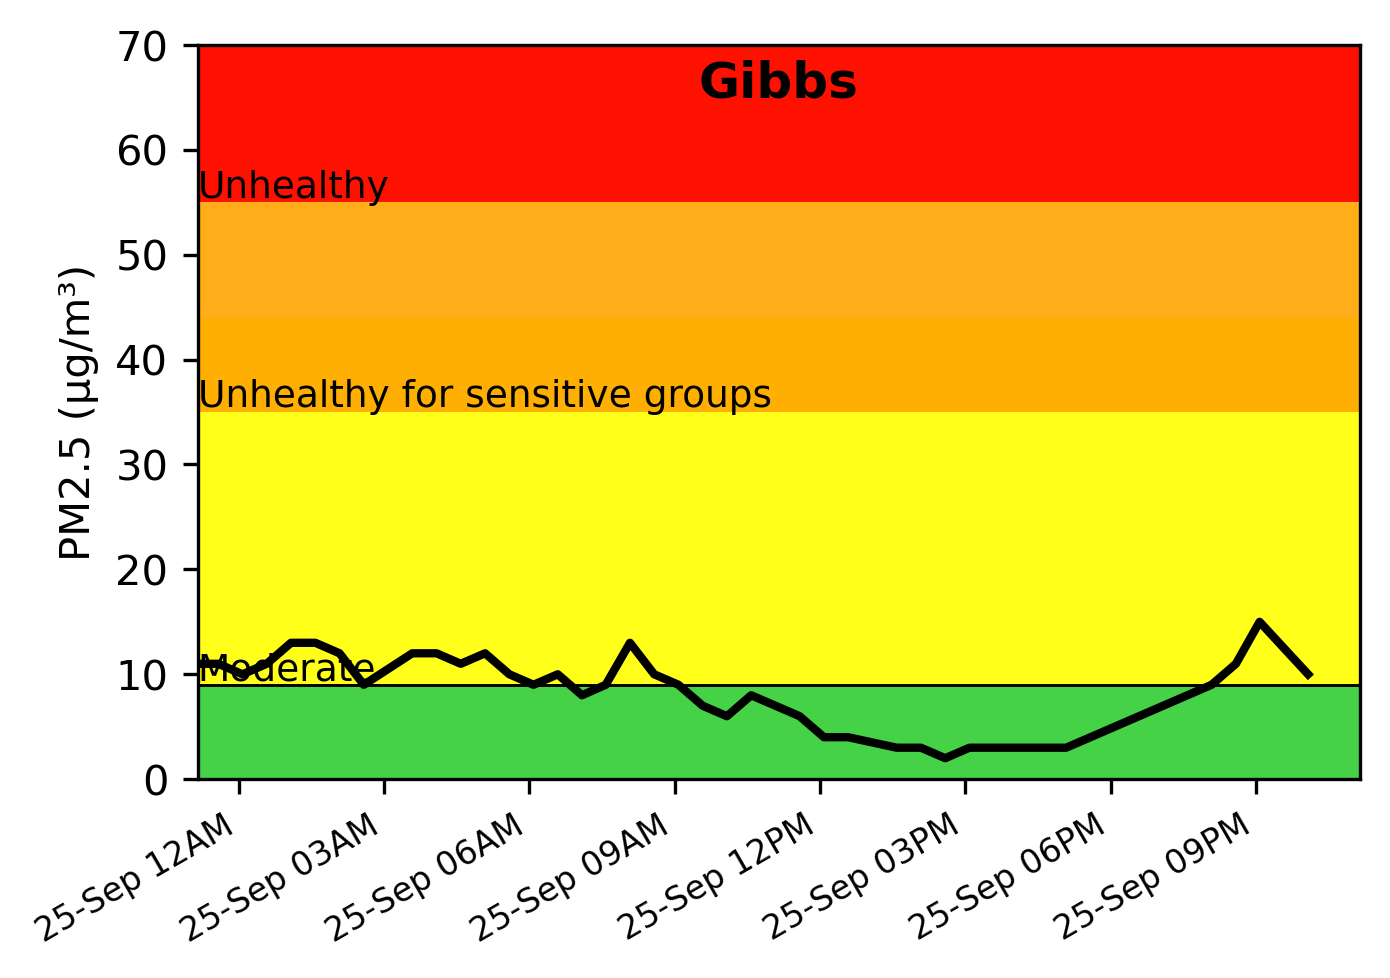 Gibbs
PM2.5 (µg/m³)
70
60
50
40
30
20
10
0
Unhealthy
Unhealthy for sensitive groups
Moderate
25-Sep 12AM
25-Sep 03AM
25-Sep 06AM
25-Sep 09AM
25-Sep 12PM
25-Sep 03PM
25-Sep 06PM
25-Sep 09PM